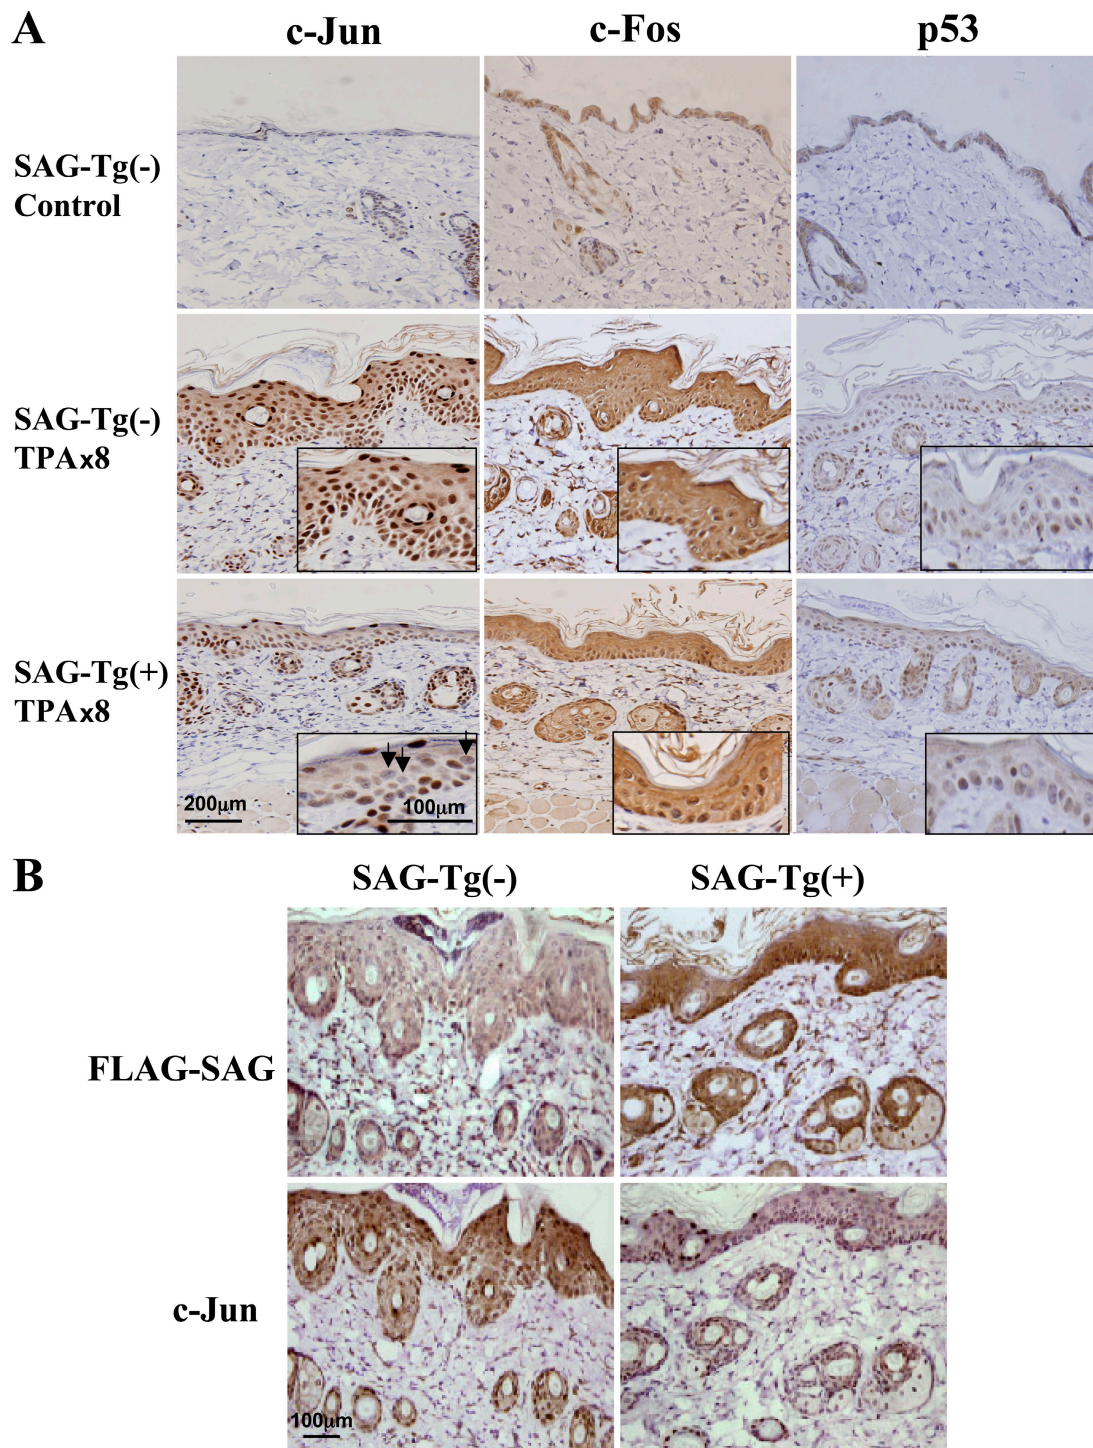 A
c-Jun
c-Fos
p53
SAG-Tg(-)
Control
SAG-Tg(-)
TPAx8
SAG-Tg(+)
TPAx8
200µm
100µm
B
SAG-Tg(-)
SAG-Tg(+)
FLAG-SAG
c-Jun
100µm